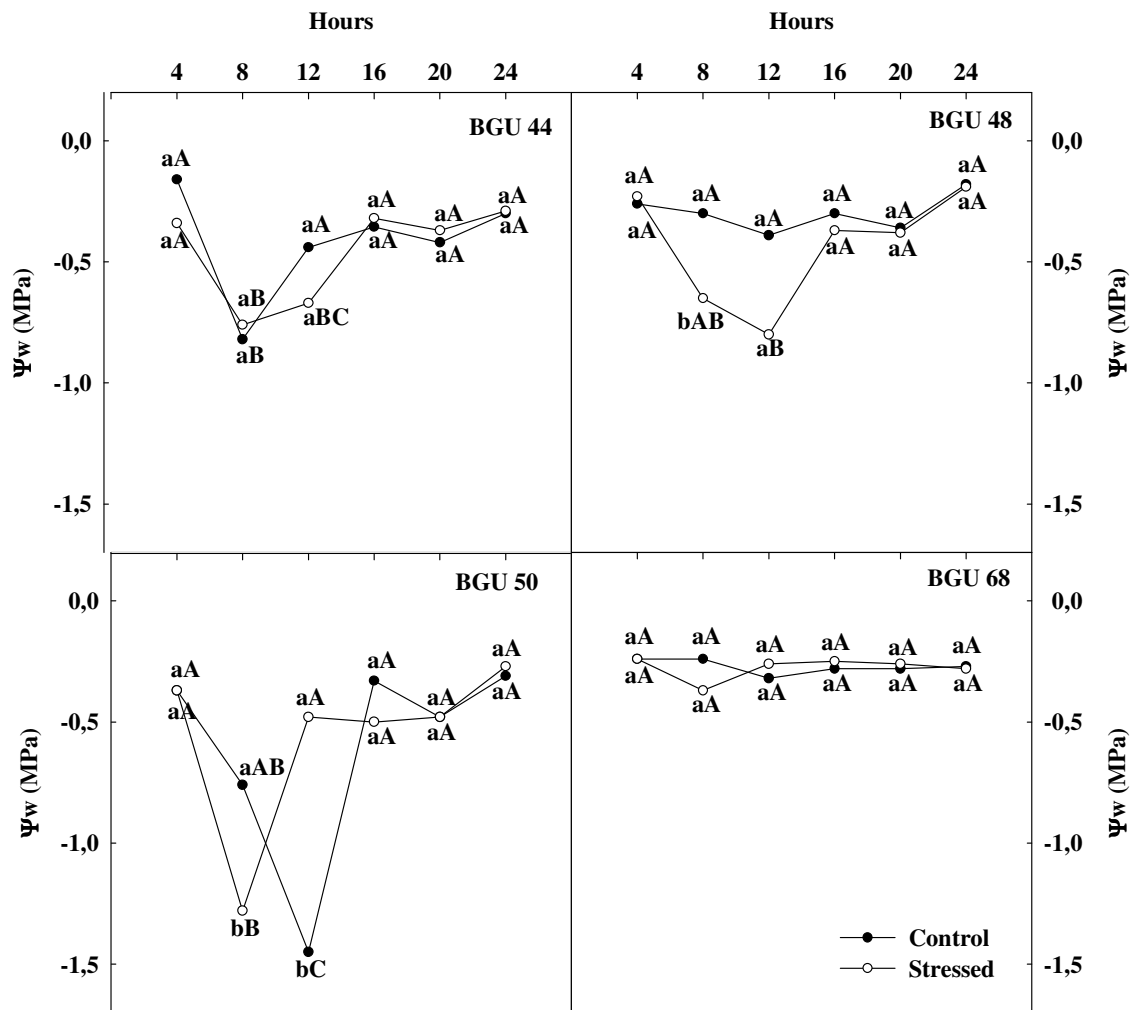 Hours
4 8 12 16 20 24 4 8 12 16 20 24
BGU 44
BGU 48
0,0
-0,5
-1,0
-1,5
Ψw (MPa)
aA
aA
aB
aB
aA
aBC
aA
aA
aA
aA
aA
aA
Hours
aA
aA
aA
bAB
aA
aB
aA
aA
aA
aA
aA
aA
0,0
-0,5
-1,0
-1,5
Ψw (MPa)
BGU 50
0,0
-0,5
-1,0
-1,5
Ψw (MPa)
aA
aA
aAB
bB
aA
bC
aA
aA
aA
aA
aA
aA
BGU 68
aA
aA
aA
aA
aA
aA
aA
aA
aA
aA
aA
aA
Control
Stressed
0,0
-0,5
-1,0
-1,5
Ψw (MPa)